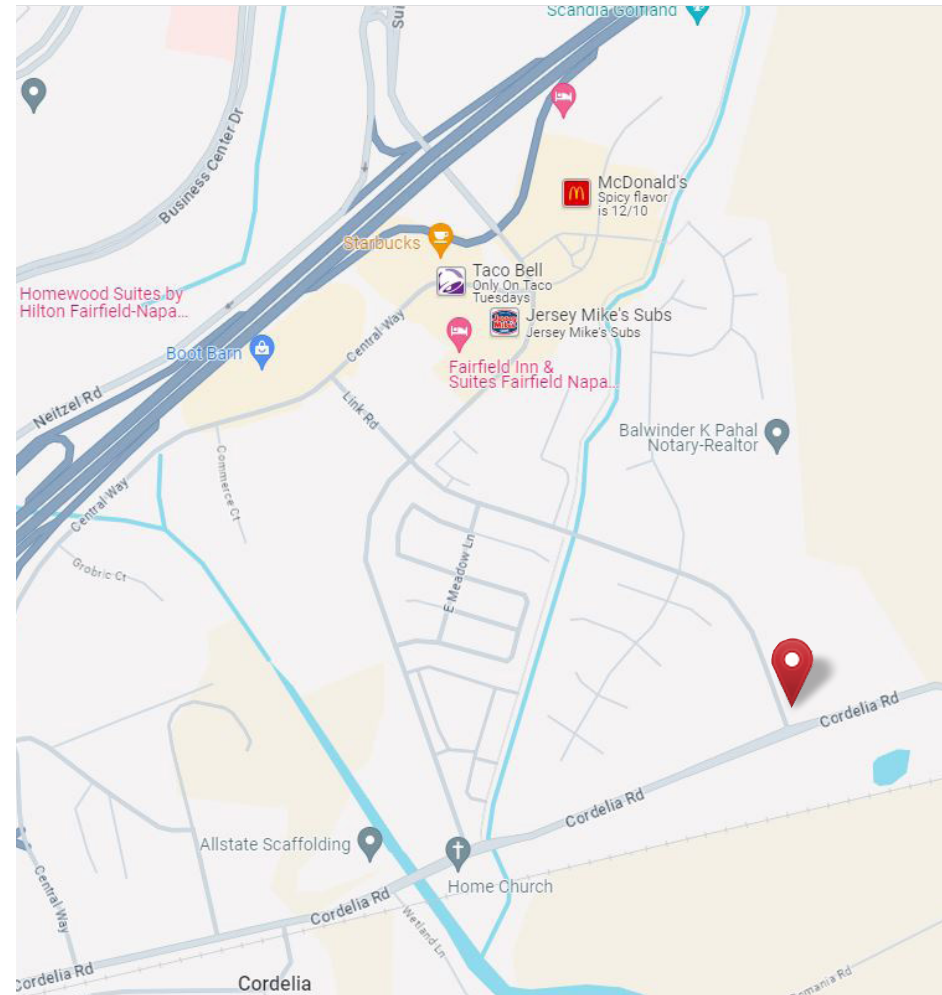 Scandia Golfland
Sui
Business Center Dr
McDonald's
Spicy flavor
is 12/10
Starbucks
Taco Bell
Only On Taco
Tuesdays
Homewood Suites by
Hilton Fairfield-Napa...
Jersey Mike's Subs
Jersey Mike's Subs
Boot Barn
Central Way
Fairfield Inn &
Suites Fairfield Napa...
Neitzel Rd
Link Rd
Balwinder K Pahal
Notary-Realtor
Commerce Ct
Central Way
Grobric Ct
E Meadow Ln
Cordelia Rd
Cordelia Rd
Allstate Scaffolding
Home Church
Central Way
Cordelia Rd
Wetland Ln
Cordelia Rd
Cordelia
mania Rd